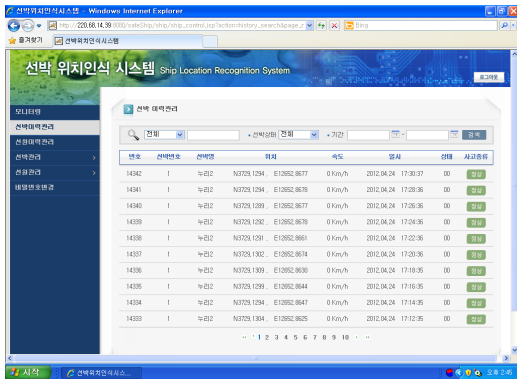 선박위치인식시스템 - Windows Internet Explorer
http://220.68.14.39:8080/safeShip/ship/ship_control.jsp?action=history_search&page_r
Bing
즐겨찾기 선박위치인식시스템
선박 위치인식 시스템 Ship Location Recognition System
로그아웃
모니터링
선박이력관리
선원이력관리
선박관리 >
선원관리 >
비밀번호변경
선박 이력관리
전체 • 선박상태 전체 • 기간 - 검색
번호 선박번호 선박명 위치 속도 일시 상태 사고종류
14342 1 누리2 N3729,1294 , E12652,8677 0 Km/h 2012,04,24 17:30:37 00 정상
14341 1 누리2 N3729,1294 , E12652,8678 0 Km/h 2012,04,24 17:28:36 00 정상
14340 1 누리2 N3729,1289 , E12652,8677 0 Km/h 2012,04,24 17:26:36 00 정상
14339 1 누리2 N3729,1292 , E12652,8678 0 Km/h 2012,04,24 17:24:36 00 정상
14338 1 누리2 N3729,1291 , E12652,8661 0 Km/h 2012,04,24 17:22:36 00 정상
14337 1 누리2 N3729,1302 , E12652,8674 0 Km/h 2012,04,24 17:20:36 00 정상
14336 1 누리2 N3729,1309 , E12652,8630 0 Km/h 2012,04,24 17:18:35 00 정상
14335 1 누리2 N3729,1299 , E12652,8644 0 Km/h 2012,04,24 17:16:35 00 정상
14334 1 누리2 N3729,1294 , E12652,8647 0 Km/h 2012,04,24 17:14:35 00 정상
14333 1 누리2 N3729,1304 , E12652,8625 0 Km/h 2012,04,24 17:12:35 00 정상
1 2 3 4 5 6 7 8 9 10
시작 선박위치인식시스... 오후 2:45